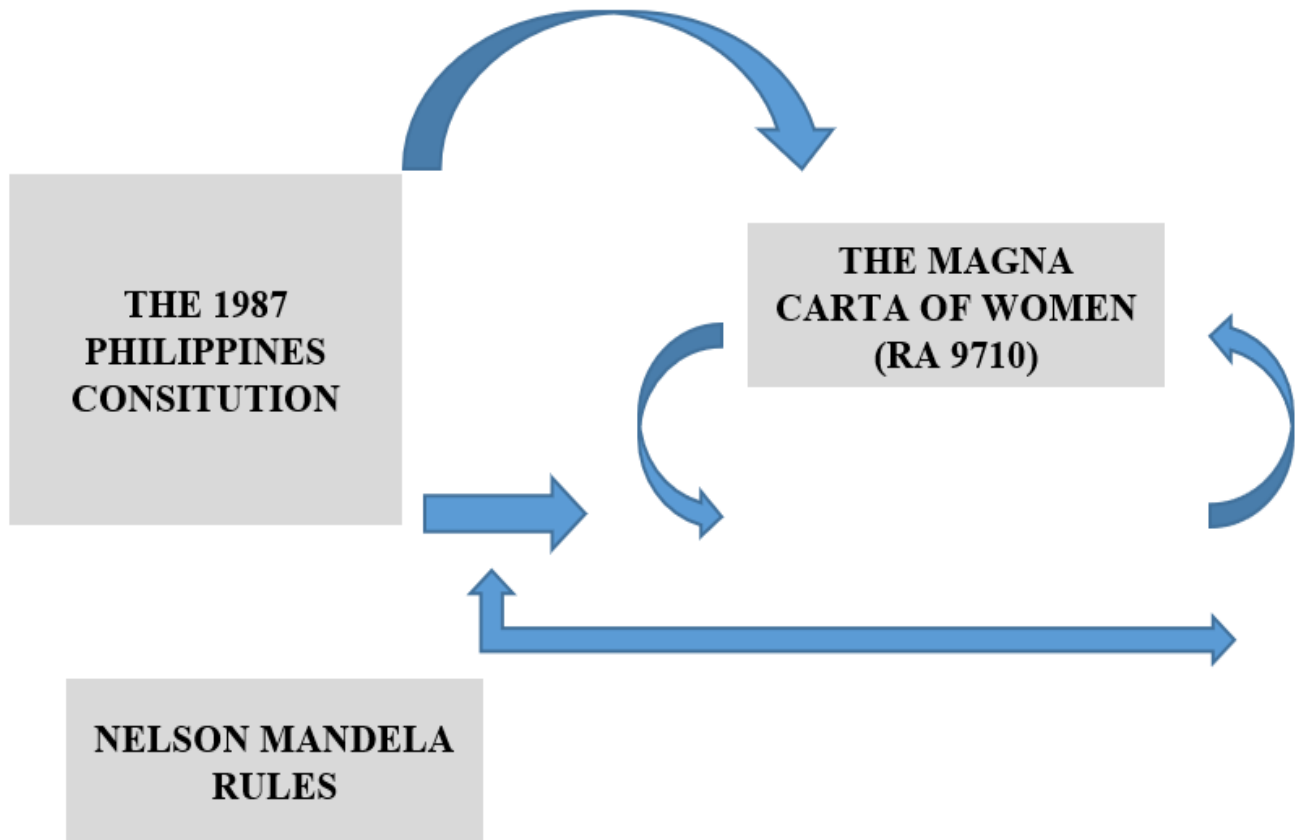 THE 1987
PHILIPPINES
CONSITUTION
THE MAGNA
CARTA OF WOMEN
(RA 9710)
NELSON MANDELA
RULES